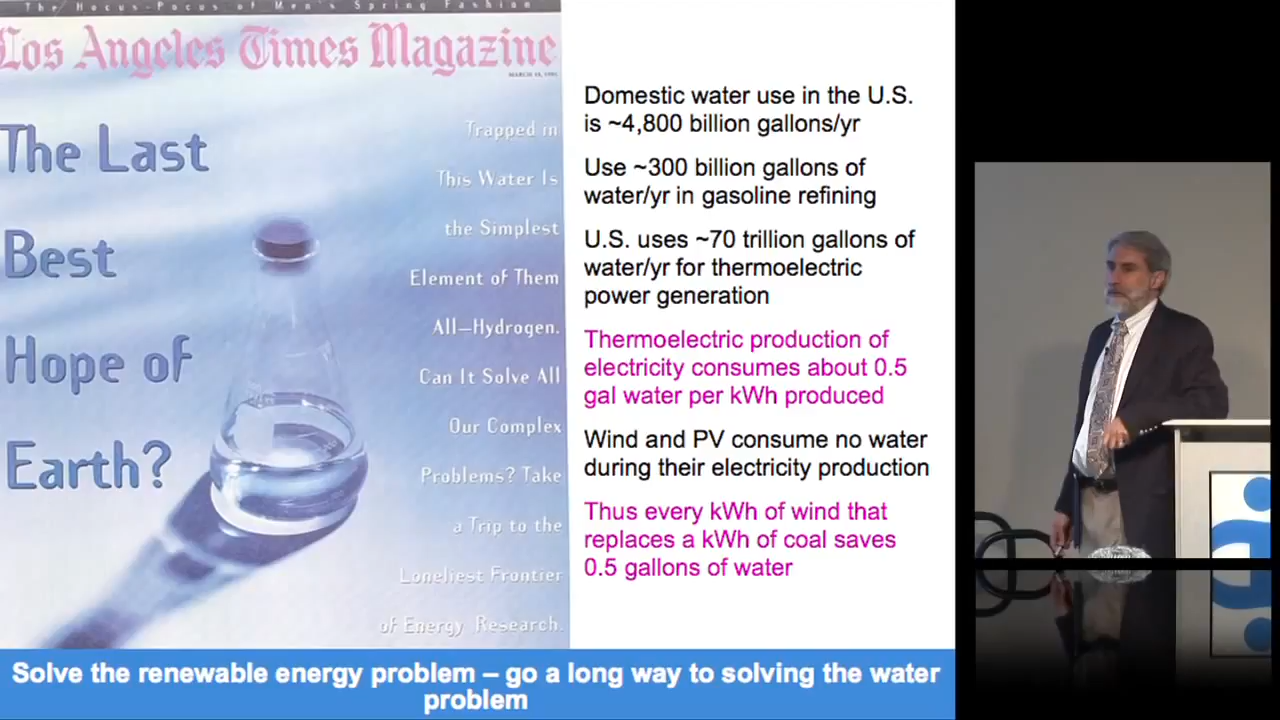 The Hocus-Pocus of Men's Spring Fashion
Los Angeles Times Magazine
The Last
Best
Hope of
Earth?
Trapped in
This Water Is
the Simplest
Element of Them
All—Hydrogen.
Can It Solve All
Our Complex
Problems? Take
a Trip to the
Loneliest Frontier
of Energy Research.
Domestic water use in the U.S.
is ~4,800 billion gallons/yr
Use ~300 billion gallons of
water/yr in gasoline refining
U.S. uses ~70 trillion gallons of
water/yr for thermoelectric
power generation
Thermoelectric production of
electricity consumes about 0.5
gal water per kWh produced
Wind and PV consume no water
during their electricity production
Thus every kWh of wind that
replaces a kWh of coal saves
0.5 gallons of water
Solve the renewable energy problem – go a long way to solving the water
problem